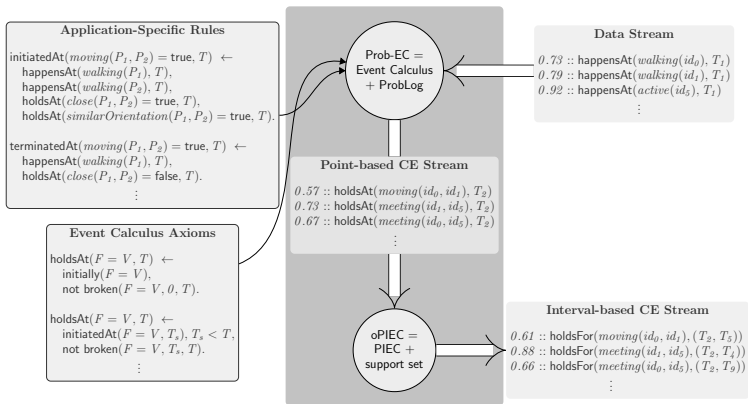 Application-Specific Rules
initiatedAt(moving(P₁, P₂) = true, T) ←
happensAt(walking(P₁), T),
happensAt(walking(P₂), T),
holdsAt(close(P₁, P₂) = true, T),
holdsAt(similarOrientation(P₁, P₂) = true, T).
terminatedAt(moving(P₁, P₂) = true, T) ←
happensAt(walking(P₁), T),
holdsAt(close(P₁, P₂) = false, T).
⋮
Event Calculus Axioms
holdsAt(F = V, T) ←
initially(F = V),
not broken(F = V, 0, T).
holdsAt(F = V, T) ←
initiatedAt(F = V, Tₛ), Tₛ < T,
not broken(F = V, Tₛ, T).
⋮
Prob-EC =
Event Calculus
+ ProbLog
Point-based CE Stream
0.57 :: holdsAt(moving(id₀, id₁), T₂)
0.73 :: holdsAt(meeting(id₁, id₅), T₂)
0.67 :: holdsAt(meeting(id₀, id₅), T₂)
⋮
oPIEC =
PIEC +
support set
Data Stream
0.73 :: happensAt(walking(id₀), T₁)
0.79 :: happensAt(walking(id₁), T₁)
0.92 :: happensAt(active(id₅), T₁)
⋮
Interval-based CE Stream
0.61 :: holdsFor(moving(id₀, id₁), (T₂, T₅))
0.88 :: holdsFor(meeting(id₁, id₅), (T₂, T₄))
0.66 :: holdsFor(meeting(id₀, id₅), (T₂, T₉))
⋮